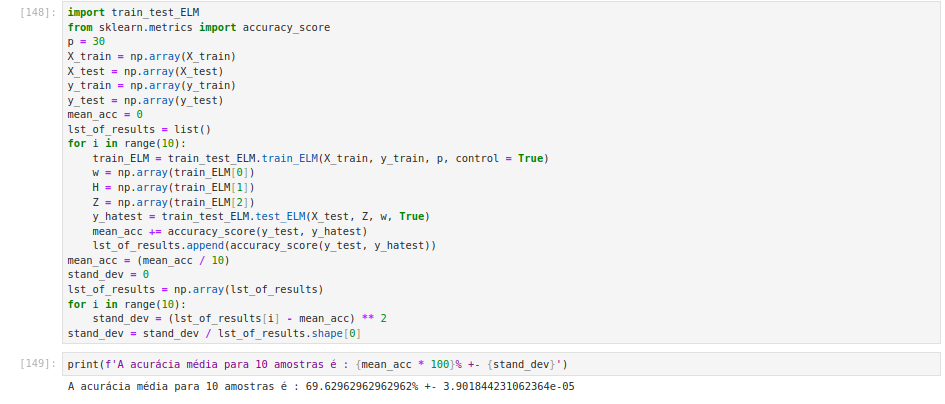 [148]: import train_test_ELM
from sklearn.metrics import accuracy_score
p = 30
X_train = np.array(X_train)
X_test = np.array(X_test)
y_train = np.array(y_train)
y_test = np.array(y_test)
mean_acc = 0
lst_of_results = list()
for i in range(10):
    train_ELM = train_test_ELM.train_ELM(X_train, y_train, p, control = True)
    w = np.array(train_ELM[0])
    H = np.array(train_ELM[1])
    Z = np.array(train_ELM[2])
    y_hatest = train_test_ELM.test_ELM(X_test, Z, w, True)
    mean_acc += accuracy_score(y_test, y_hatest)
    lst_of_results.append(accuracy_score(y_test, y_hatest))
mean_acc = (mean_acc / 10)
stand_dev = 0
lst_of_results = np.array(lst_of_results)
for i in range(10):
    stand_dev = (lst_of_results[i] - mean_acc) ** 2
stand_dev = stand_dev / lst_of_results.shape[0]
[149]: print(f'A acurácia média para 10 amostras é : {mean_acc * 100}% +- {stand_dev}')
A acurácia média para 10 amostras é : 69.62962962962962% +- 3.901844231062364e-05